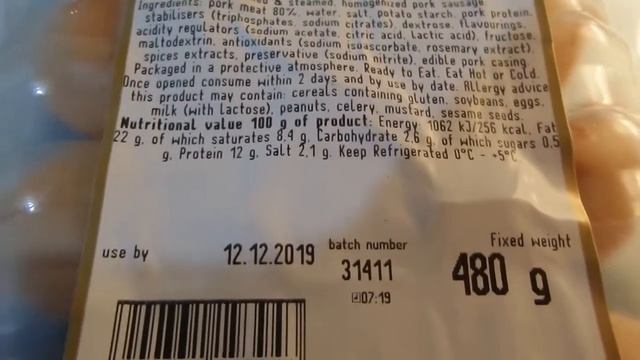 Ingredients: pork meat 80%, water, salt, potato starch, pork protein,
stabilisers (triphosphates, sodium citrates), dextrose, flavourings,
acidity regulators (sodium acetate, citric acid, lactic acid), fructose,
maltodextrin, antioxidants (sodium isoascorbate, rosemary extract),
spices extracts, preservative (sodium nitrite), edible pork casing.
Packaged in a protective atmosphere. Ready to Eat. Eat Hot or Cold.
Once opened consume within 2 days and by use by date. Allergy advice
this product may contain: cereals containing gluten, soybeans, eggs,
milk (with lactose), peanuts, celery, mustard, sesame seeds.
Nutritional value 100 g of product: Energy 1062 kJ/256 kcal, Fat
22 g, of which saturates 8,4 g, Carbohydrate 2,6 g, of which sugars 0,5
g, Protein 12 g, Salt 2,1 g. Keep Refrigerated 0°C - +5°C
use by 12.12.2019 batch number Fixed weight
31411 480 g
07:19